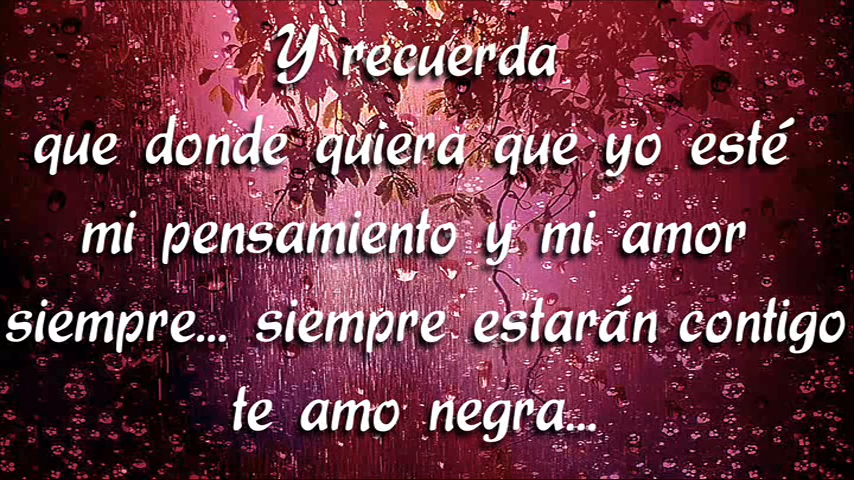 Y recuerda
que donde quiera que yo esté
mi pensamiento y mi amor
siempre... siempre estarán contigo
te amo negra...